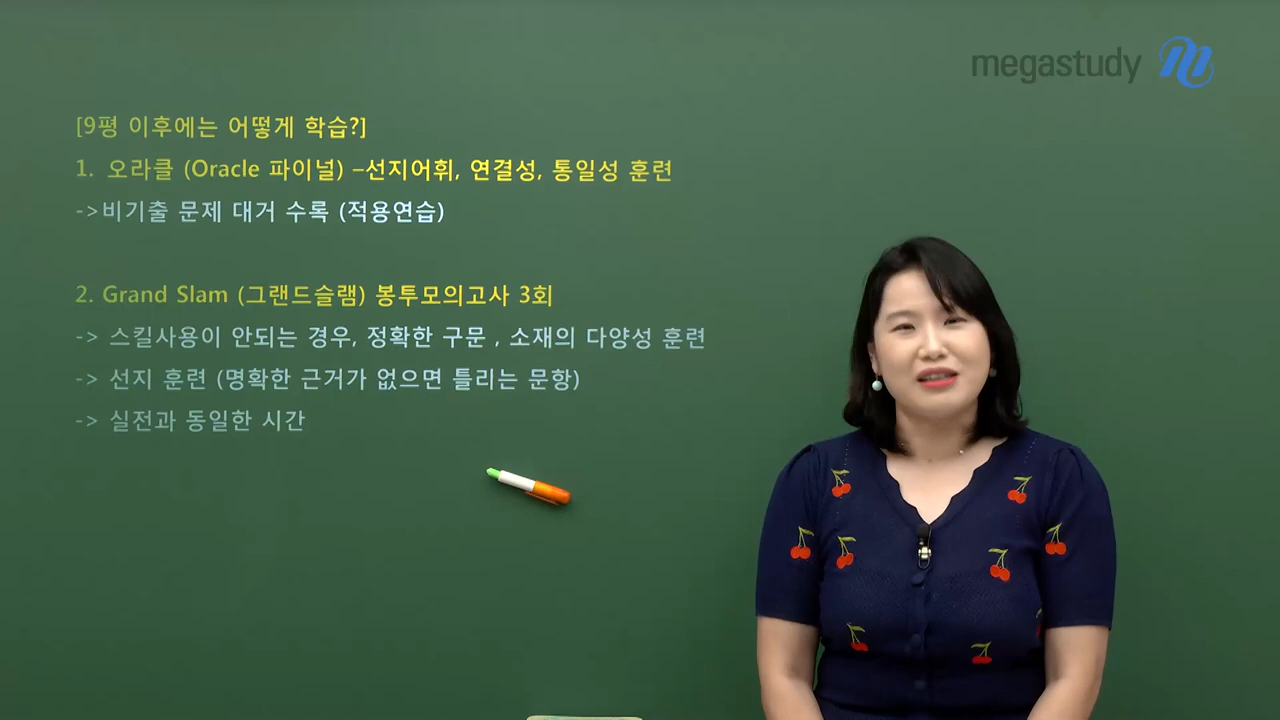 megastudy
[9평 이후에는 어떻게 학습?]
1. 오라클 (Oracle 파이널) –선지어휘, 연결성, 통일성 훈련
->비기출 문제 대거 수록 (적용연습)
2. Grand Slam (그랜드슬램) 봉투모의고사 3회
-> 스킬사용이 안되는 경우, 정확한 구문 , 소재의 다양성 훈련
-> 선지 훈련 (명확한 근거가 없으면 틀리는 문항)
-> 실전과 동일한 시간